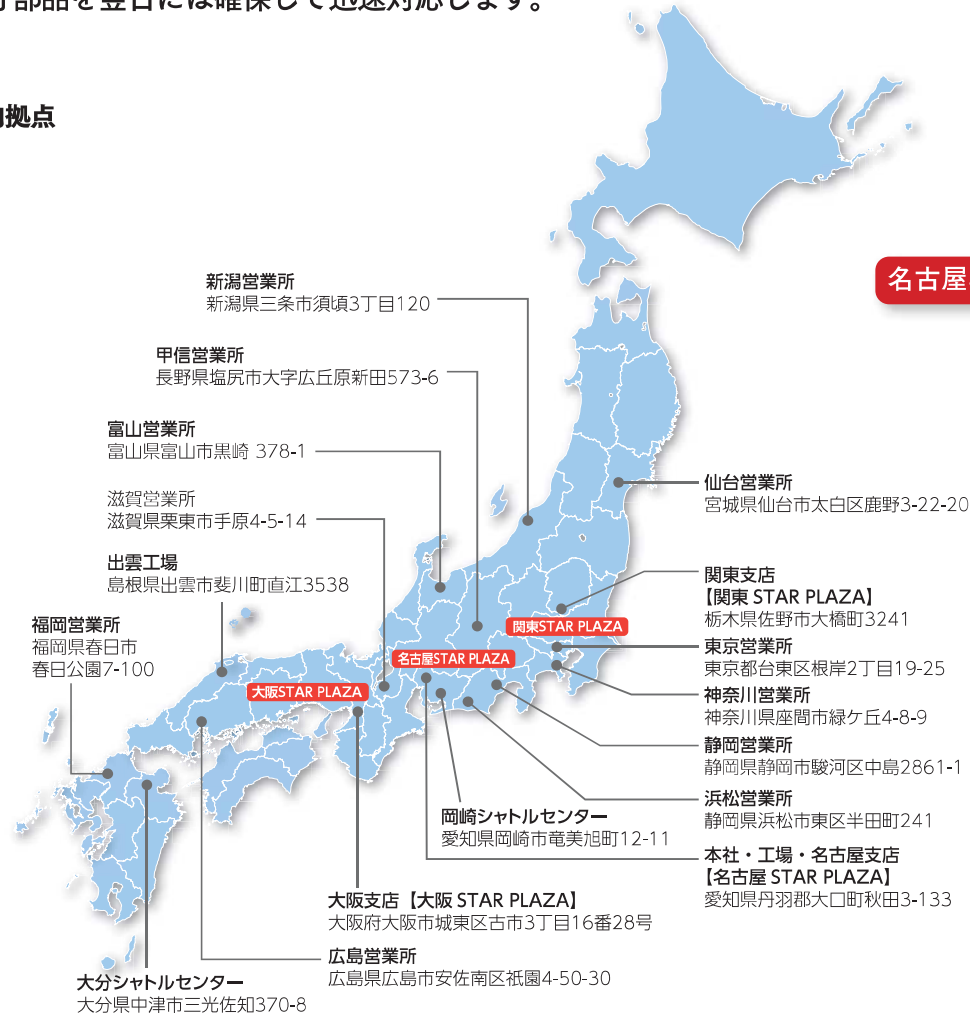 部品を翌日には確保して迅速対応します。
拠点
名古屋
新潟営業所
新潟県三条市須頃3丁目120
甲信営業所
長野県塩尻市大字広丘原新田573-6
富山営業所
富山県富山市黒崎 378-1
滋賀営業所
滋賀県栗東市手原4-5-14
出雲工場
島根県出雲市斐川町直江3538
福岡営業所
福岡県春日市
春日公園7-100
仙台営業所
宮城県仙台市太白区鹿野3-22-20
関東支店
【関東 STAR PLAZA】
栃木県佐野市大橋町3241
東京営業所
東京都台東区根岸2丁目19-25
神奈川営業所
神奈川県座間市緑ケ丘4-8-9
静岡営業所
静岡県静岡市駿河区中島2861-1
浜松営業所
静岡県浜松市東区半田町241
本社・工場・名古屋支店
【名古屋 STAR PLAZA】
愛知県丹羽郡大口町秋田3-133
関東STAR PLAZA
名古屋STAR PLAZA
大阪STAR PLAZA
岡崎シャトルセンター
愛知県岡崎市竜美旭町12-11
大阪支店【大阪 STAR PLAZA】
大阪府大阪市城東区古市3丁目16番28号
広島営業所
広島県広島市安佐南区祇園4-50-30
大分シャトルセンター
大分県中津市三光佐知370-8